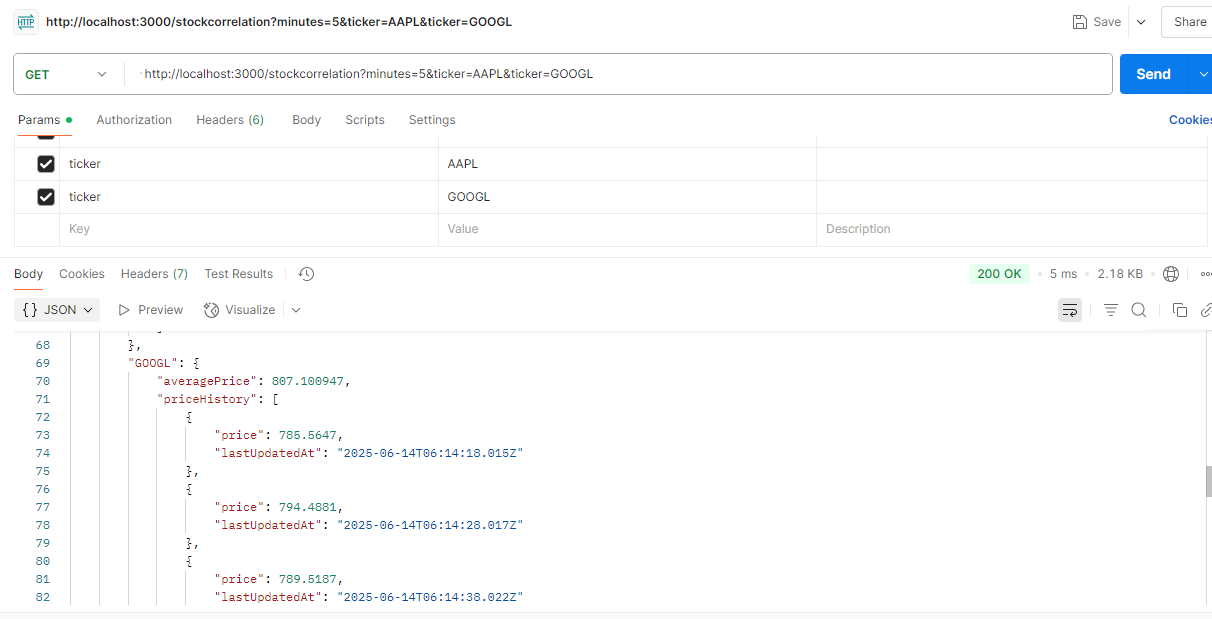 HTTP http://localhost:3000/stockcorrelation?minutes=5&ticker=AAPL&ticker=GOOGL Save Share
GET http://localhost:3000/stockcorrelation?minutes=5&ticker=AAPL&ticker=GOOGL Send
Params Authorization Headers (6) Body Scripts Settings Cookies
ticker AAPL
ticker GOOGL
Key Value Description
Body Cookies Headers (7) Test Results 200 OK 5 ms 2.18 KB
{} JSON Preview Visualize
68 },
69 "GOOGL": {
70 "averagePrice": 807.100947,
71 "priceHistory": [
72 {
73 "price": 785.5647,
74 "lastUpdatedAt": "2025-06-14T06:14:18.015Z"
75 },
76 {
77 "price": 794.4881,
78 "lastUpdatedAt": "2025-06-14T06:14:28.017Z"
79 },
80 {
81 "price": 789.5187,
82 "lastUpdatedAt": "2025-06-14T06:14:38.022Z"